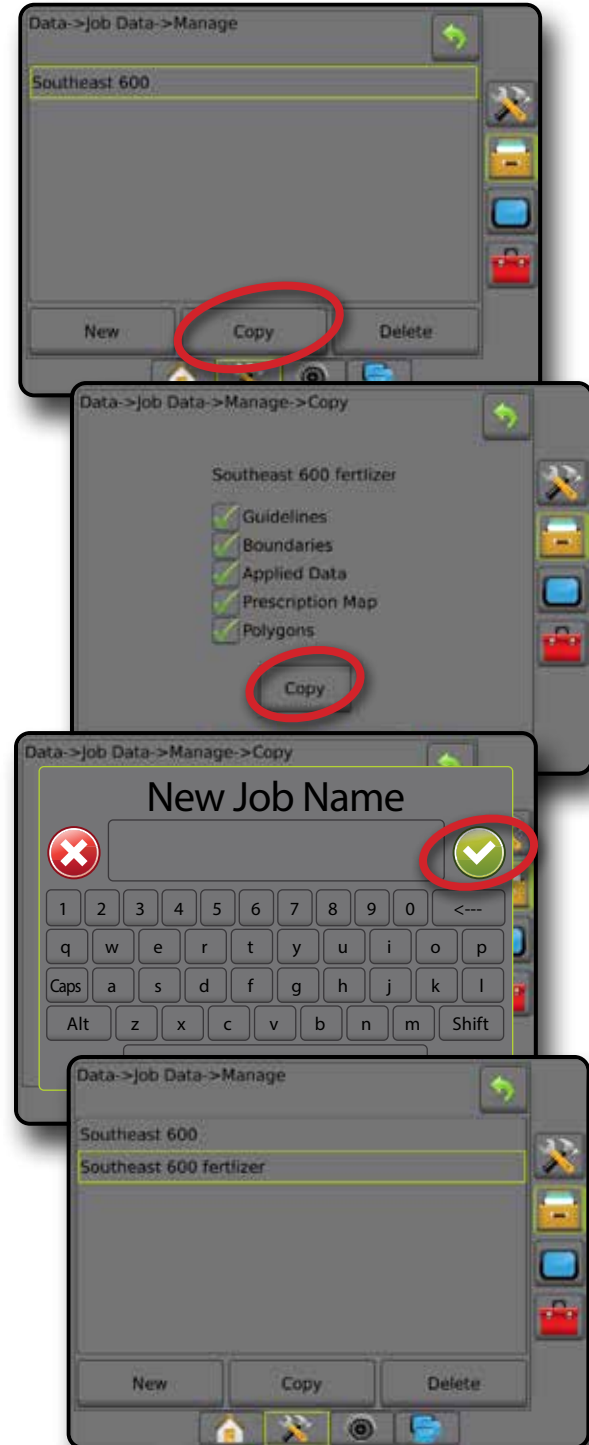 Data->Job Data->Manage
Southeast 600
New Copy Delete
Data->Job Data->Manage->Copy
Southeast 600 fertlizer
Guidelines
Boundaries
Applied Data
Prescription Map
Polygons
Copy
Data->Job Data->Manage->Copy
New Job Name
1 2 3 4 5 6 7 8 9 0 <---
q w e r t y u i o p
Caps a s d f g h j k l
Alt z x c v b n m Shift
Data->Job Data->Manage
Southeast 600
Southeast 600 fertlizer
New Copy Delete